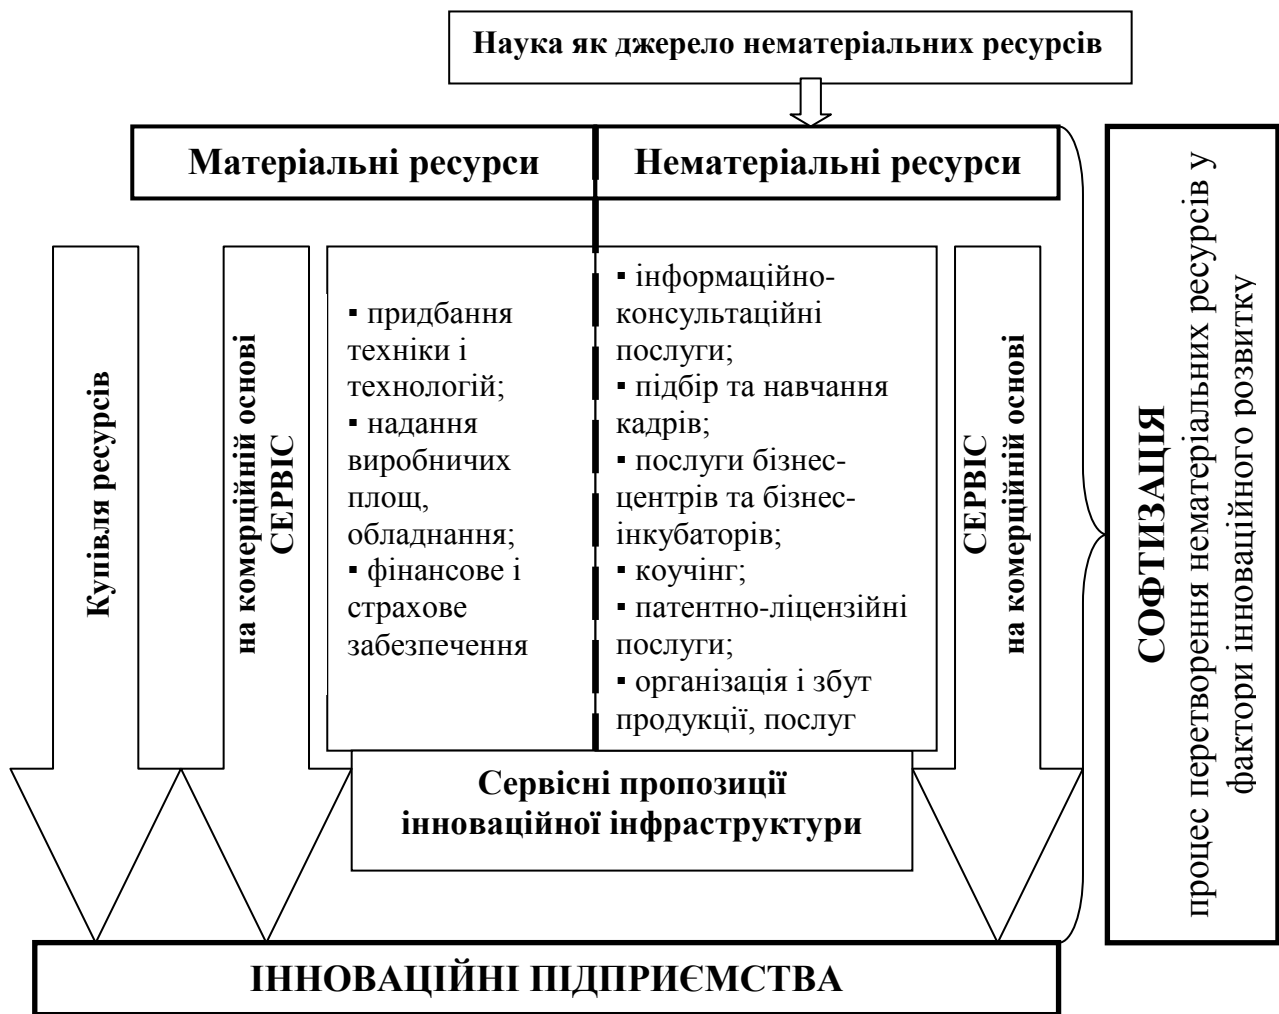 Наука як джерело нематеріальних ресурсів
Матеріальні ресурси
Нематеріальні ресурси
Купівля ресурсів
на комерційній основі
СЕРВІС
▪ придбання
техніки і
технологій;
▪ надання
виробничих
площ,
обладнання;
▪ фінансове і
страхове
забезпечення
▪ інформаційно-
консультаційні
послуги;
▪ підбір та навчання
кадрів;
▪ послуги бізнес-
центрів та бізнес-
інкубаторів;
▪ коучінг;
▪ патентно-ліцензійні
послуги;
▪ організація і збут
продукції, послуг
СЕРВІС
на комерційній основі
СОФТИЗАЦІЯ
процес перетворення нематеріальних ресурсів у
фактори інноваційного розвитку
Сервісні пропозиції
інноваційної інфраструктури
ІННОВАЦІЙНІ ПІДПРИЄМСТВА